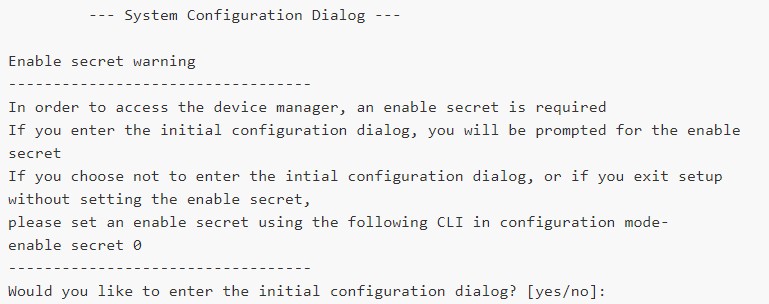 --- System Configuration Dialog ---
Enable secret warning
----------------------------------
In order to access the device manager, an enable secret is required
If you enter the initial configuration dialog, you will be prompted for the enable
secret
If you choose not to enter the intial configuration dialog, or if you exit setup
without setting the enable secret,
please set an enable secret using the following CLI in configuration mode-
enable secret 0
----------------------------------
Would you like to enter the initial configuration dialog? [yes/no]: